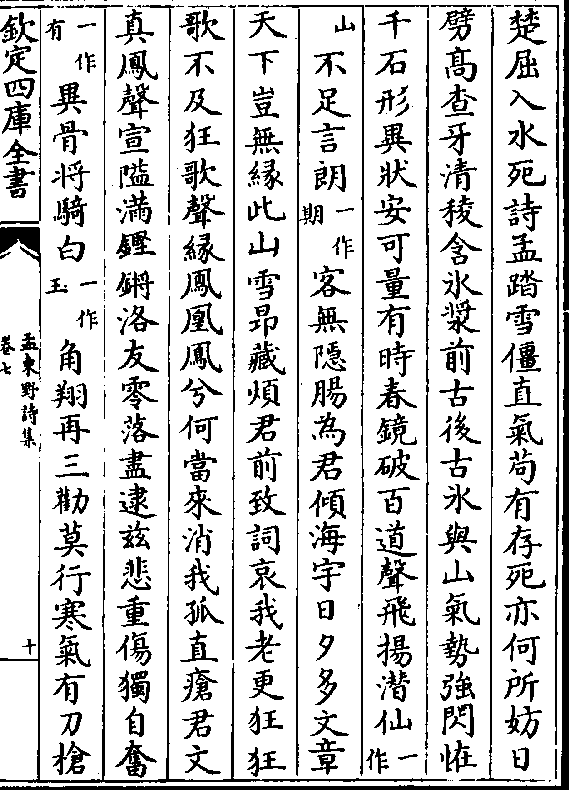 楚屈入水死詩孟踏雪僵直氣苟有存死亦何所妨日
劈髙查牙清稜含氷漿前古後古氷與山氣勢強閃恠
千石形異狀安可量有時春鏡破百道聲飛揚潜仙一作
山不足言朗一作期客無隱腸為君傾海宇日夕多文章
天下豈無縁此山雪昻藏煩君前致詞哀我老更狂狂
歌不及狂歌聲縁鳳凰鳳兮何當來消我孤直瘡君文
真鳳聲宣隘滿鏗鏘洛友零落盡逮兹悲重傷獨自奮
一作有異骨将騎白一作玉角翔再三勸莫行寒氣有刀槍
欽定四庫全書
孟東野詩集
卷七
十